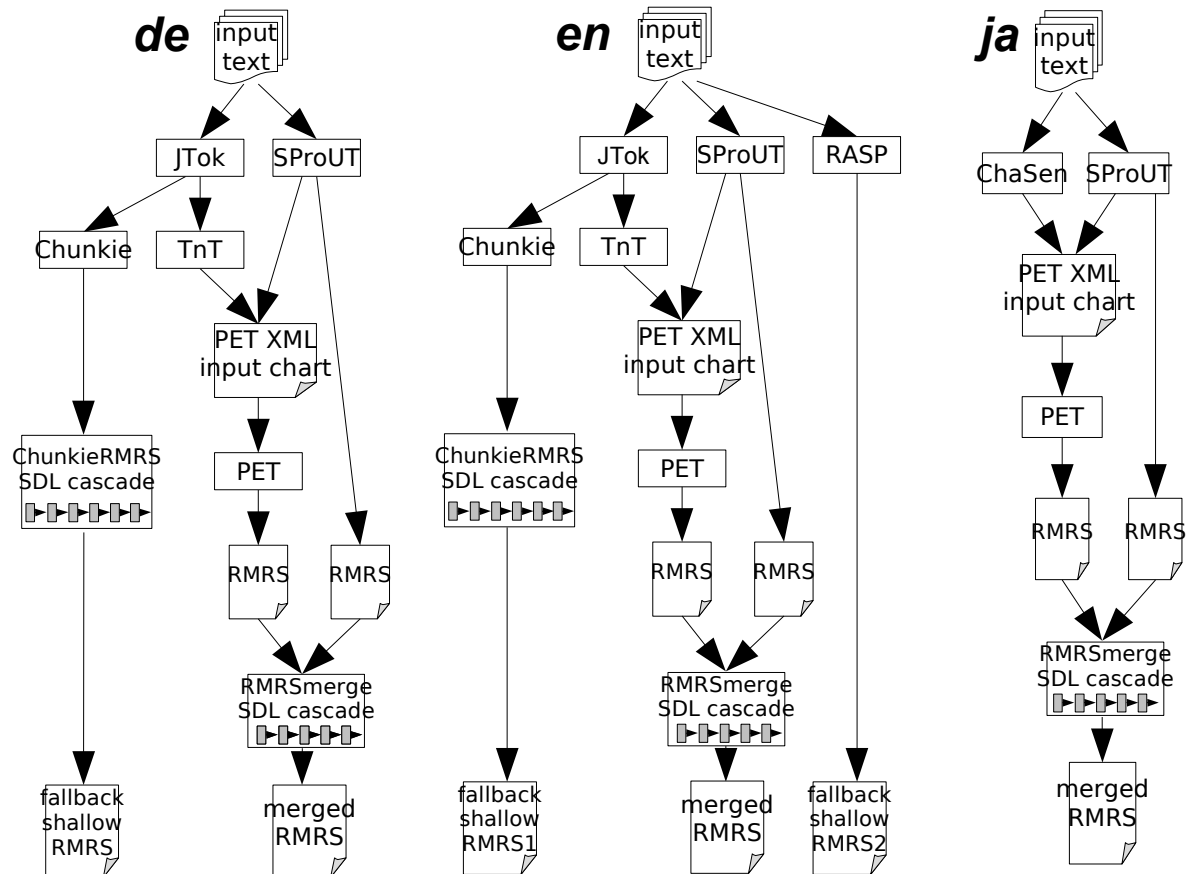 de
input
text
JTok
SProUT
Chunkie
TnT
PET XML
input chart
ChunkieRMRS
SDL cascade
PET
RMRS
RMRS
RMRSmerge
SDL cascade
fallback
shallow
RMRS
merged
RMRS
en
input
text
JTok
SProUT
RASP
Chunkie
TnT
PET XML
input chart
ChunkieRMRS
SDL cascade
PET
RMRS
RMRS
RMRSmerge
SDL cascade
fallback
shallow
RMRS1
merged
RMRS
fallback
shallow
RMRS2
ja
input
text
ChaSen
SProUT
PET XML
input chart
PET
RMRS
RMRS
RMRSmerge
SDL cascade
merged
RMRS